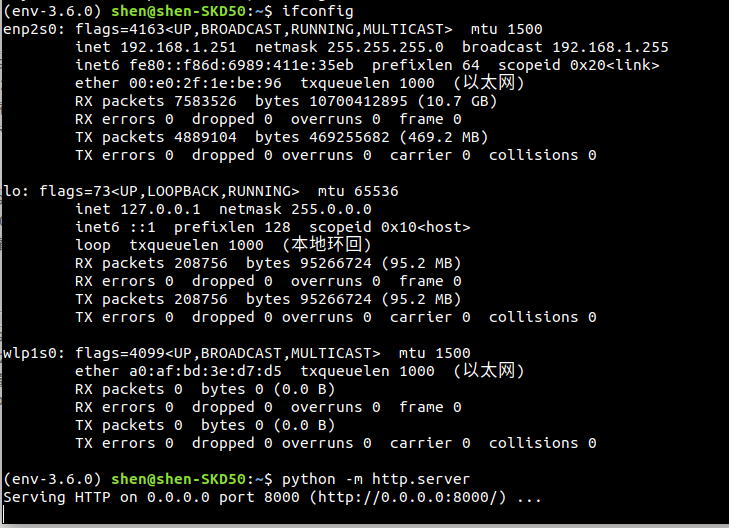 (env-3.6.0) shen@shen-SKD50:~$ ifconfig
enp2s0: flags=4163<UP,BROADCAST,RUNNING,MULTICAST>  mtu 1500
        inet 192.168.1.251  netmask 255.255.255.0  broadcast 192.168.1.255
        inet6 fe80::f86d:6989:411e:35eb  prefixlen 64  scopeid 0x20<link>
        ether 00:e0:2f:1e:be:96  txqueuelen 1000  (以太网)
        RX packets 7583526  bytes 10700412895 (10.7 GB)
        RX errors 0  dropped 0  overruns 0  frame 0
        TX packets 4889104  bytes 469255682 (469.2 MB)
        TX errors 0  dropped 0 overruns 0  carrier 0  collisions 0

lo: flags=73<UP,LOOPBACK,RUNNING>  mtu 65536
        inet 127.0.0.1  netmask 255.0.0.0
        inet6 ::1  prefixlen 128  scopeid 0x10<host>
        loop  txqueuelen 1000  (本地环回)
        RX packets 208756  bytes 95266724 (95.2 MB)
        RX errors 0  dropped 0  overruns 0  frame 0
        TX packets 208756  bytes 95266724 (95.2 MB)
        TX errors 0  dropped 0 overruns 0  carrier 0  collisions 0

wlp1s0: flags=4099<UP,BROADCAST,MULTICAST>  mtu 1500
        ether a0:af:bd:3e:d7:d5  txqueuelen 1000  (以太网)
        RX packets 0  bytes 0 (0.0 B)
        RX errors 0  dropped 0  overruns 0  frame 0
        TX packets 0  bytes 0 (0.0 B)
        TX errors 0  dropped 0 overruns 0  carrier 0  collisions 0

(env-3.6.0) shen@shen-SKD50:~$ python -m http.server
Serving HTTP on 0.0.0.0 port 8000 (http://0.0.0.0:8000/) ...